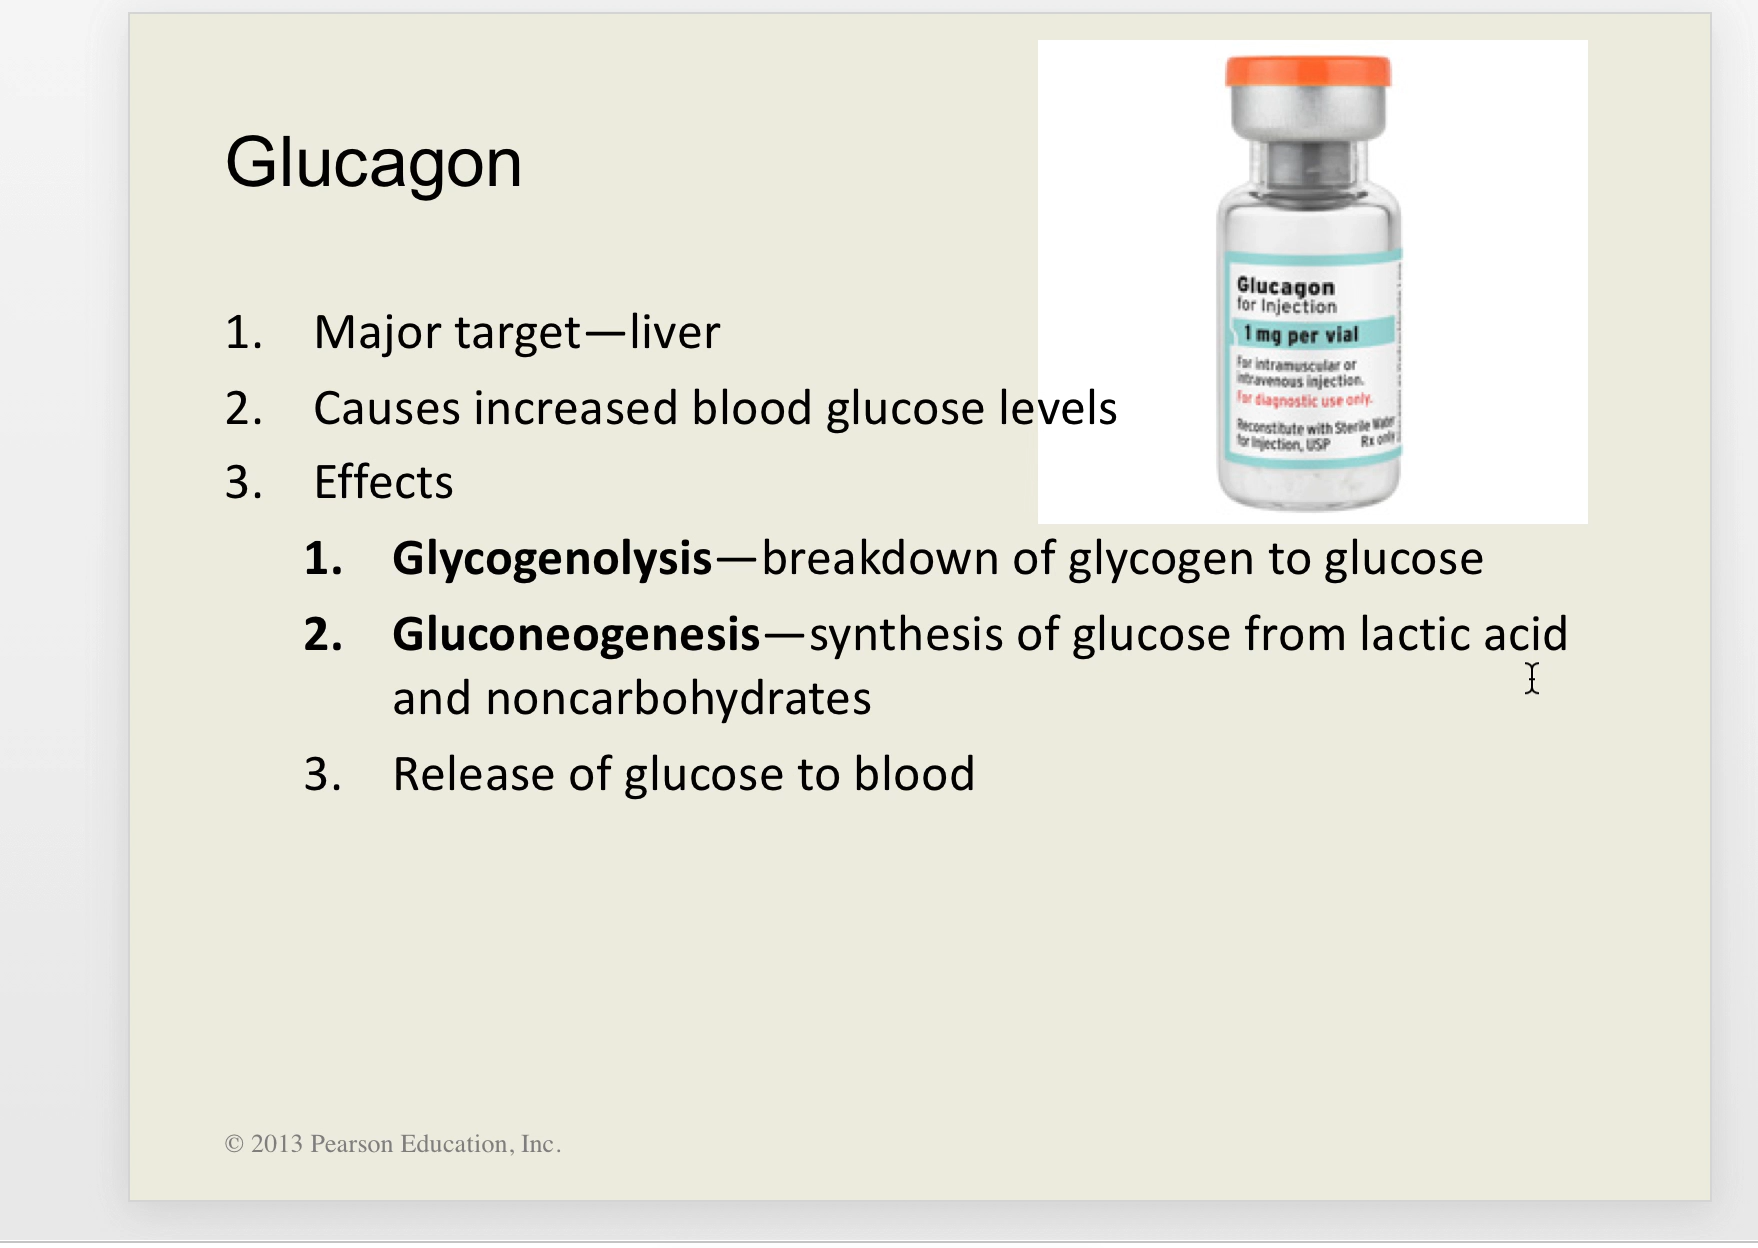 Glucagon
Glucagon
for Injection
1 mg per vial
For intramuscular or
intravenous injection.
For diagnostic use only.
Reconstitute with Sterile Water
for Injection, USP Rx only
1. Major target—liver
2. Causes increased blood glucose levels
3. Effects
1. Glycogenolysis—breakdown of glycogen to glucose
2. Gluconeogenesis—synthesis of glucose from lactic acid
and noncarbohydrates
3. Release of glucose to blood
© 2013 Pearson Education, Inc.